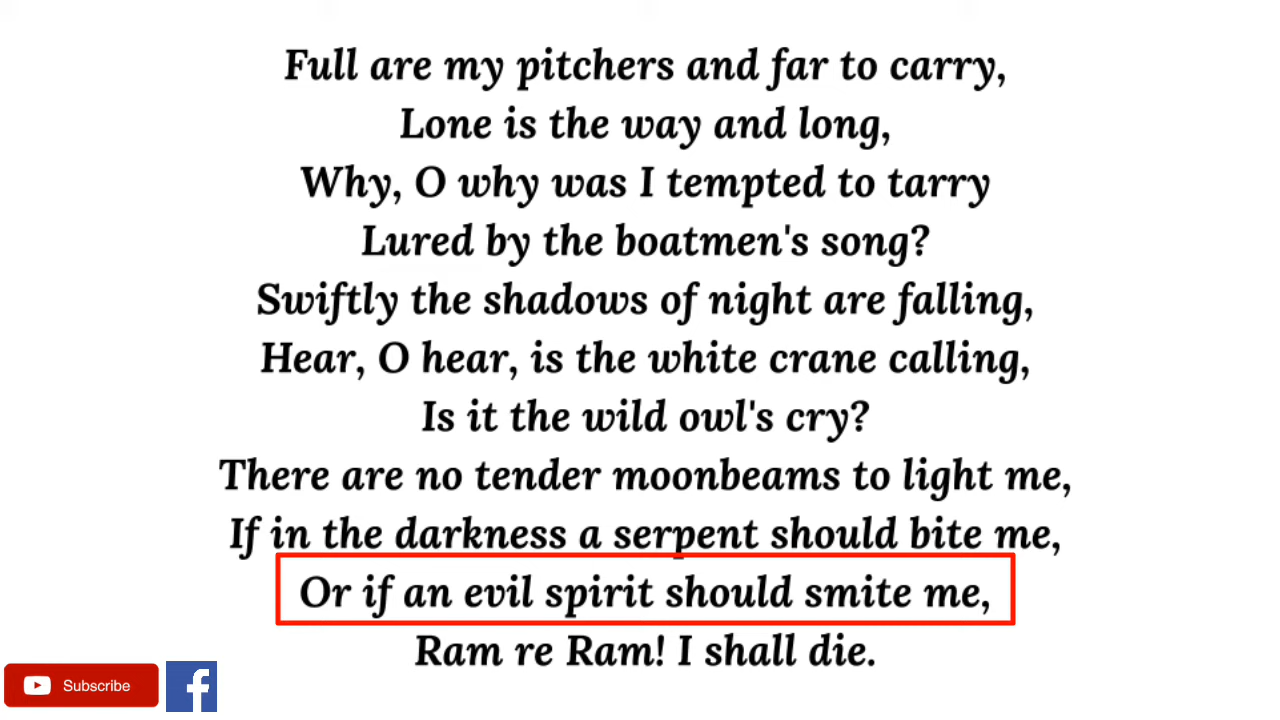 Full are my pitchers and far to carry,
Lone is the way and long,
Why, O why was I tempted to tarry
Lured by the boatmen's song?
Swiftly the shadows of night are falling,
Hear, O hear, is the white crane calling,
Is it the wild owl's cry?
There are no tender moonbeams to light me,
If in the darkness a serpent should bite me,
Or if an evil spirit should smite me,
Ram re Ram! I shall die.
Subscribe
f